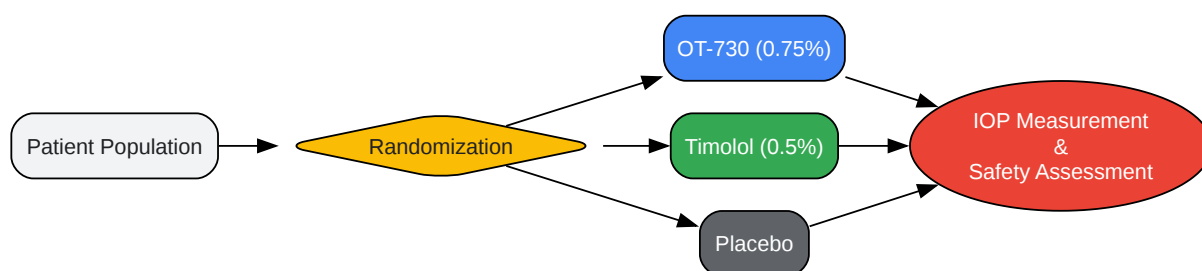 Patient Population
Randomization
OT-730 (0.75%)
Timolol (0.5%)
Placebo
IOP Measurement
&
Safety Assessment